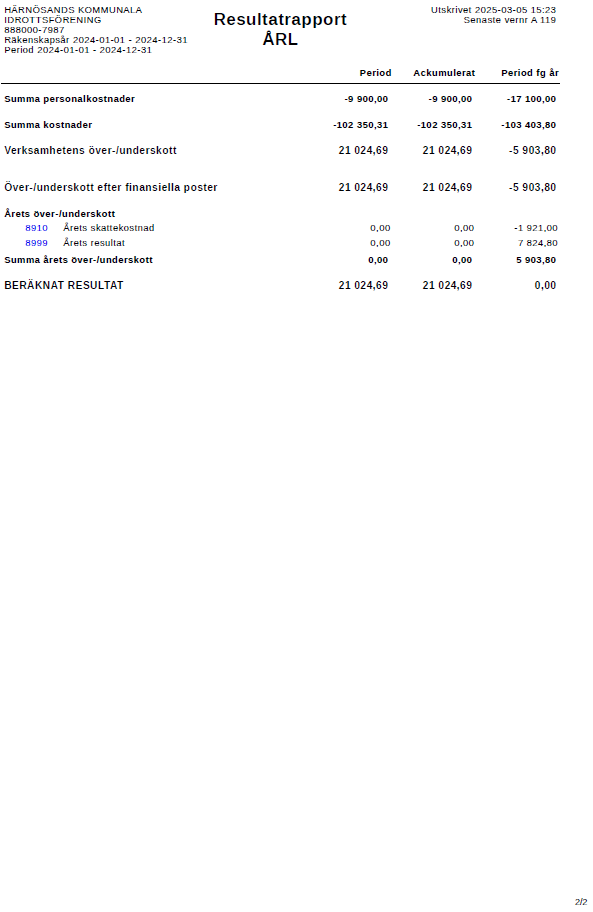 HÄRNÖSANDS KOMMUNALA
IDROTTSFÖRENING
888000-7987
Räkenskapsår 2024-01-01 - 2024-12-31
Period 2024-01-01 - 2024-12-31
Resultatrapport
ÅRL
Utskrivet 2025-03-05 15:23
Senaste vernr A 119
Period Ackumulerat Period fg år
Summa personalkostnader -9 900,00 -9 900,00 -17 100,00
Summa kostnader -102 350,31 -102 350,31 -103 403,80
Verksamhetens över-/underskott 21 024,69 21 024,69 -5 903,80
Över-/underskott efter finansiella poster 21 024,69 21 024,69 -5 903,80
Årets över-/underskott
8910 Årets skattekostnad 0,00 0,00 -1 921,00
8999 Årets resultat 0,00 0,00 7 824,80
Summa årets över-/underskott 0,00 0,00 5 903,80
BERÄKNAT RESULTAT 21 024,69 21 024,69 0,00
2/2